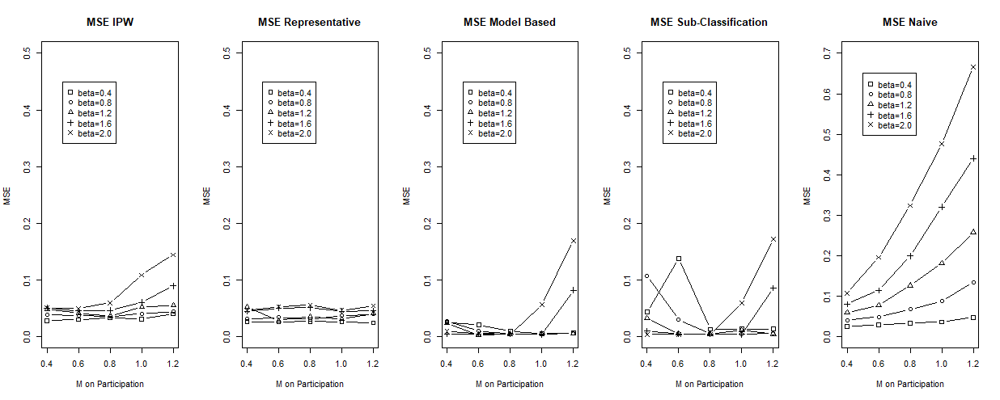 MSE IPW
MSE
0.5
0.4
0.3
0.2
0.1
0.0
beta=0.4
beta=0.8
beta=1.2
beta=1.6
beta=2.0
0.4 0.6 0.8 1.0 1.2
M on Participation
MSE Representative
MSE
0.5
0.4
0.3
0.2
0.1
0.0
beta=0.4
beta=0.8
beta=1.2
beta=1.6
beta=2.0
0.4 0.6 0.8 1.0 1.2
M on Participation
MSE Model Based
MSE
0.5
0.4
0.3
0.2
0.1
0.0
beta=0.4
beta=0.8
beta=1.2
beta=1.6
beta=2.0
0.4 0.6 0.8 1.0 1.2
M on Participation
MSE Sub-Classification
MSE
0.5
0.4
0.3
0.2
0.1
0.0
beta=0.4
beta=0.8
beta=1.2
beta=1.6
beta=2.0
0.4 0.6 0.8 1.0 1.2
M on Participation
MSE Naive
MSE
0.7
0.6
0.5
0.4
0.3
0.2
0.1
0.0
beta=0.4
beta=0.8
beta=1.2
beta=1.6
beta=2.0
0.4 0.6 0.8 1.0 1.2
M on Participation